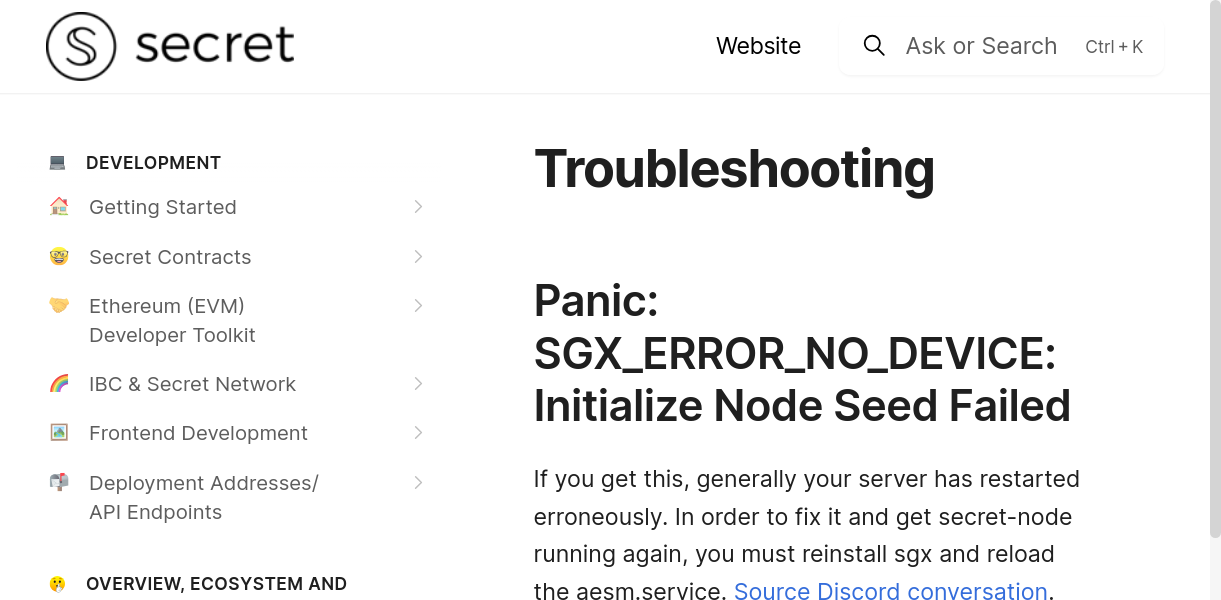 secret
Website
Ask or Search
Ctrl + K
DEVELOPMENT
Getting Started
Secret Contracts
Ethereum (EVM)
Developer Toolkit
IBC & Secret Network
Frontend Development
Deployment Addresses/
API Endpoints
OVERVIEW, ECOSYSTEM AND
Troubleshooting
Panic:
SGX_ERROR_NO_DEVICE:
Initialize Node Seed Failed
If you get this, generally your server has restarted
erroneously. In order to fix it and get secret-node
running again, you must reinstall sgx and reload
the aesm.service. Source Discord conversation.